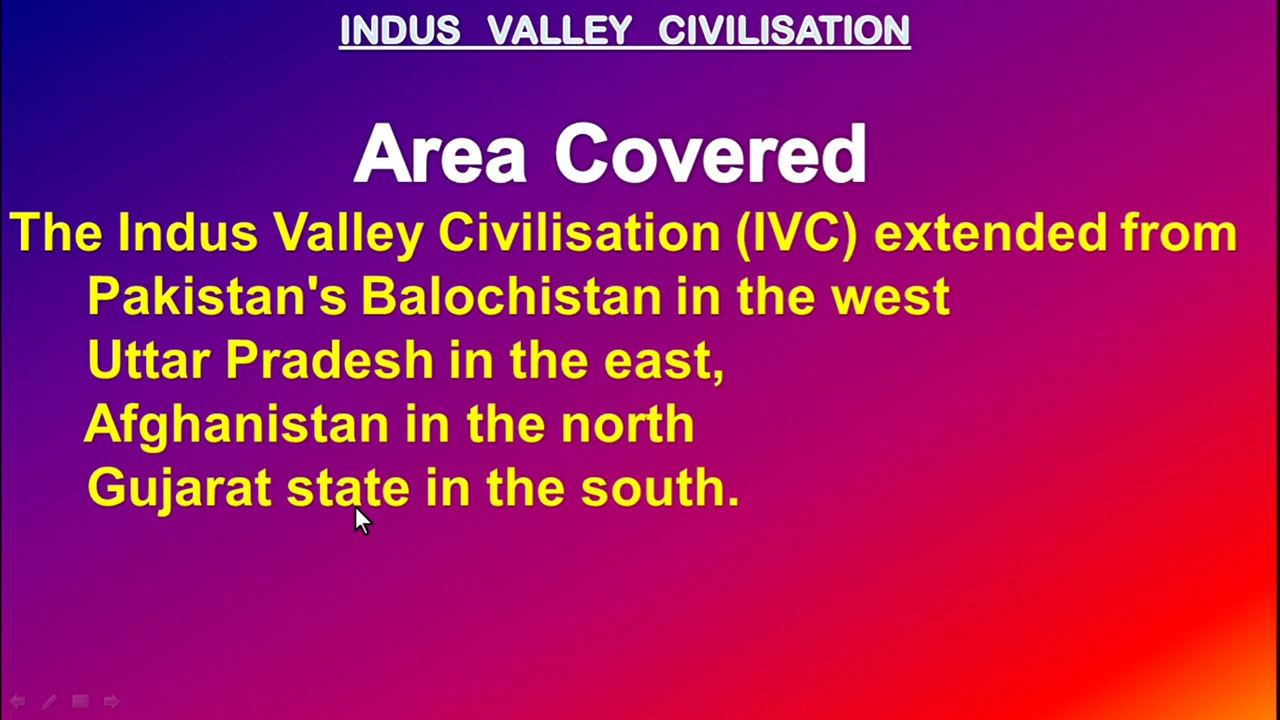 INDUS VALLEY CIVILISATION
Area Covered
The Indus Valley Civilisation (IVC) extended from
Pakistan's Balochistan in the west
Uttar Pradesh in the east,
Afghanistan in the north
Gujarat state in the south.